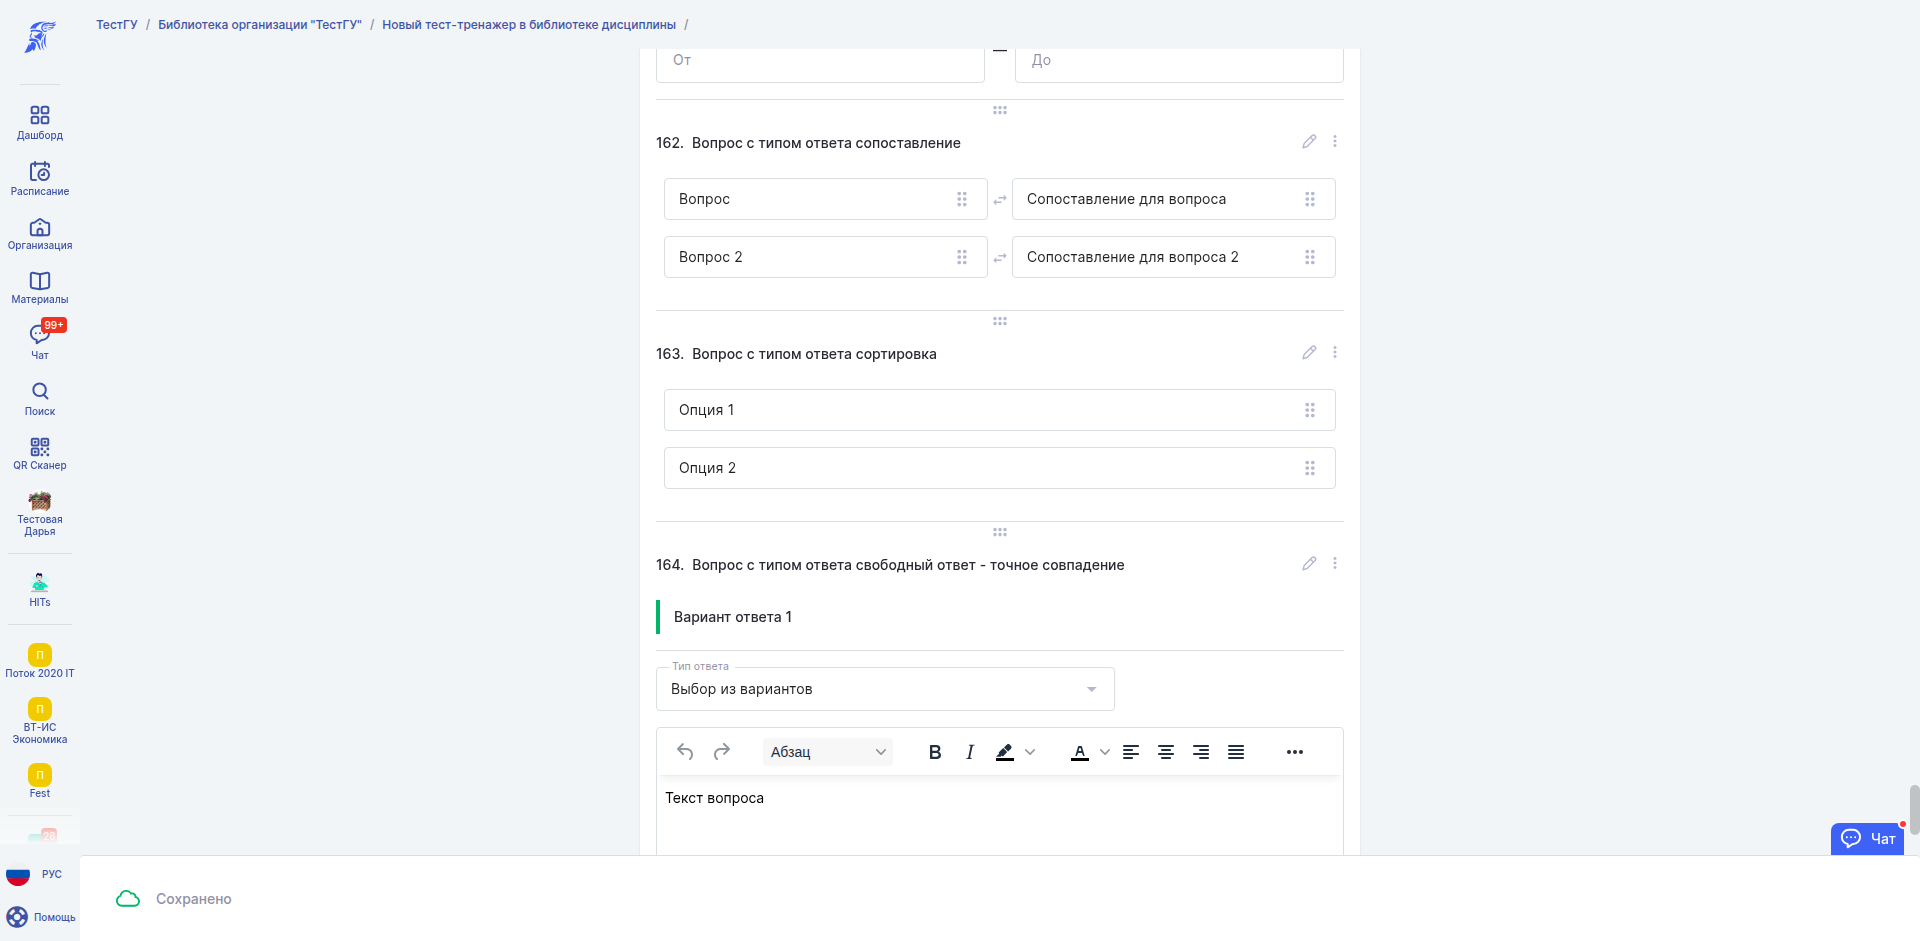 ТестГУ / Библиотека организации "ТестГУ" / Новый тест-тренажер в библиотеке дисциплины /
Дашборд
Расписание
Организация
Материалы
99+
Чат
Поиск
QR Сканер
Тестовая
Дарья
HITs
П
Поток 2020 IT
П
ВТ-ИС
Экономика
П
Fest
28
РУС
Помощь
От — До
162. Вопрос с типом ответа сопоставление
Вопрос Сопоставление для вопроса
Вопрос 2 Сопоставление для вопроса 2
163. Вопрос с типом ответа сортировка
Опция 1
Опция 2
164. Вопрос с типом ответа свободный ответ - точное совпадение
Вариант ответа 1
Тип ответа
Выбор из вариантов
Абзац B I A
Текст вопроса
Чат
Сохранено